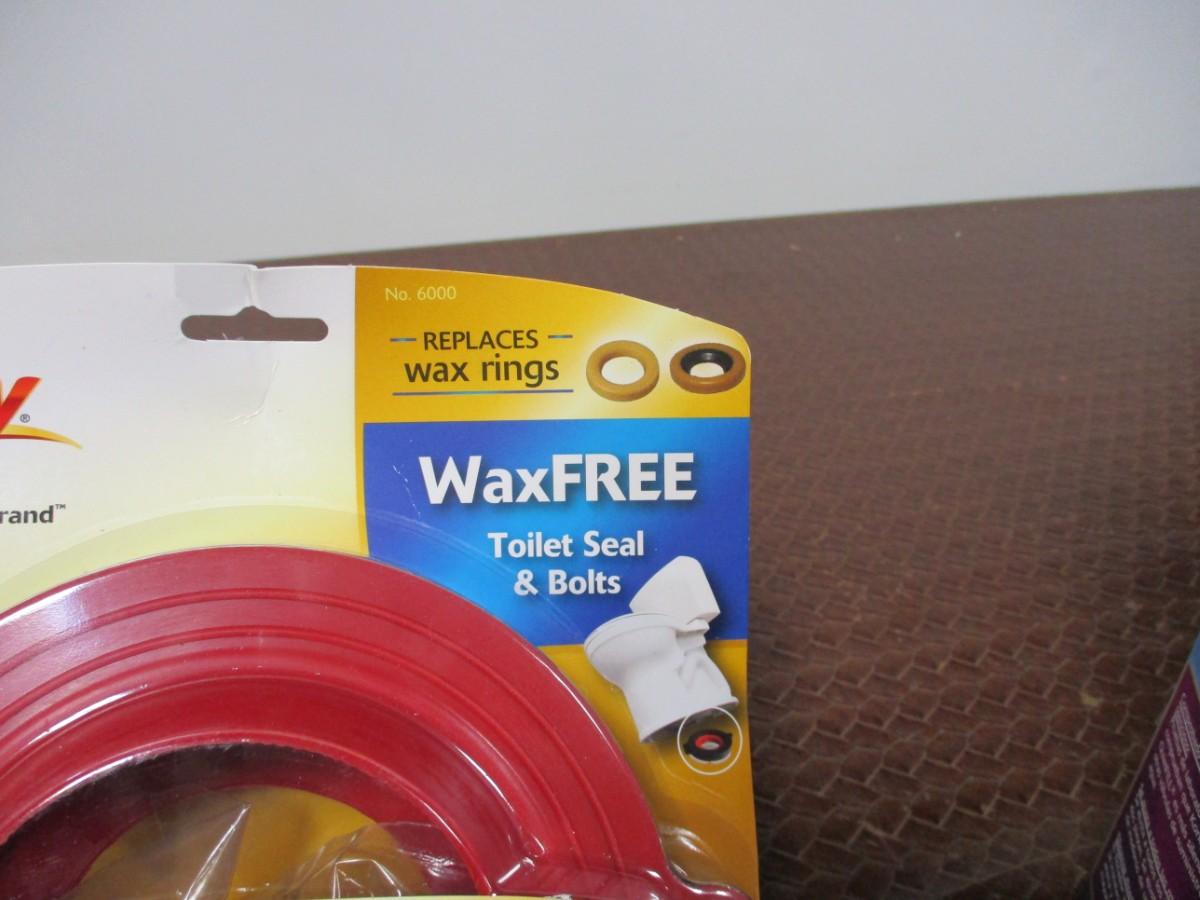 No. 6000
REPLACES
wax rings
®
rand™
WaxFREE
Toilet Seal
& Bolts